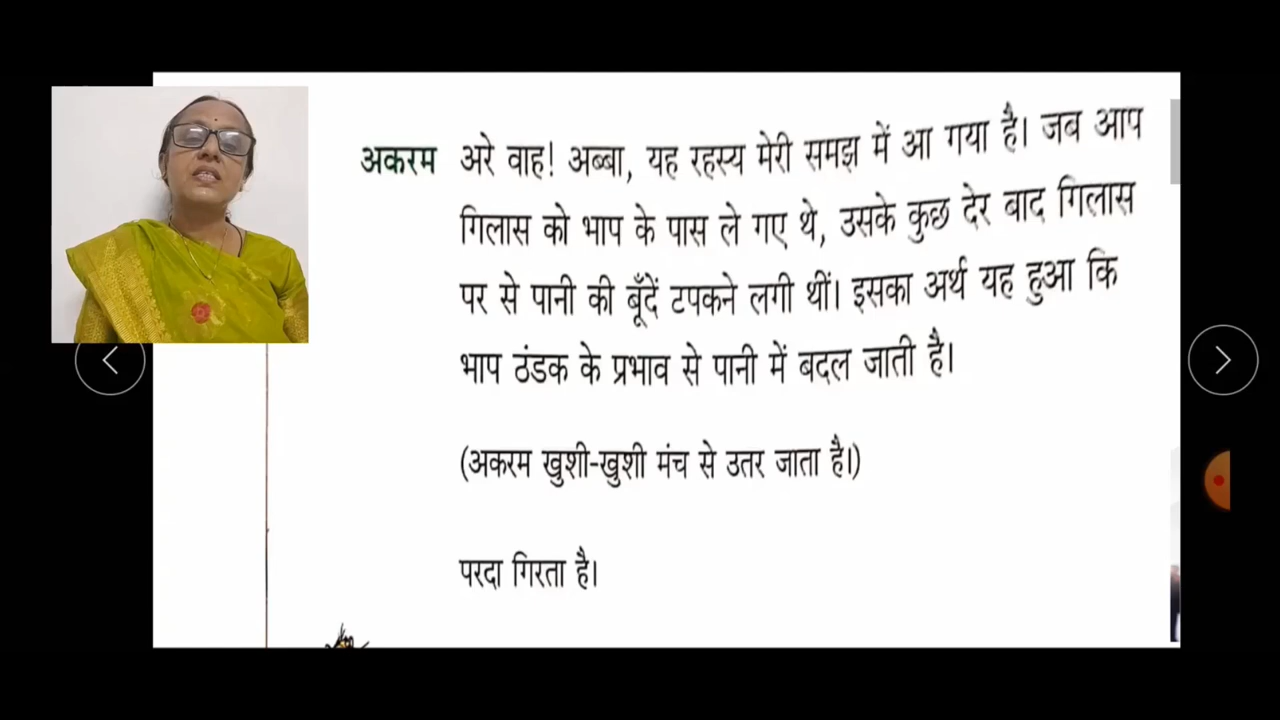 अकरम अरे वाह! अब्बा, यह रहस्य मेरी समझ में आ गया है। जब आप
गिलास को भाप के पास ले गए थे, उसके कुछ देर बाद गिलास
पर से पानी की बूँदें टपकने लगी थीं। इसका अर्थ यह हुआ कि
भाप ठंडक के प्रभाव से पानी में बदल जाती है।
(अकरम खुशी-खुशी मंच से उतर जाता है।)
परदा गिरता है।